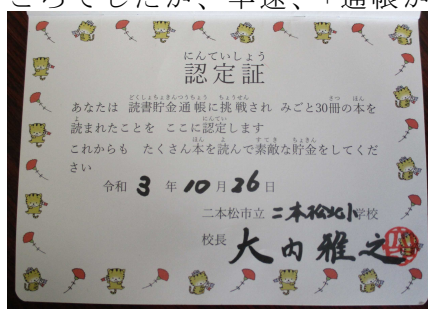 ころでしたが、早速、「通帳が
にんていしょう
認定証
どくしょちょきんつうちょう ちょうせん さつ ほん
あなたは 読書貯金通帳に挑戦され みごと30冊の本を
よ にんてい
読まれたことを ここに認定します
ほん よ すてき ちょきん
これからも たくさん本を読んで素敵な貯金をしてくだ
さい
令和 3 年 10 月 26 日
二本松市立 二本松北小学校
校長 大内雅之